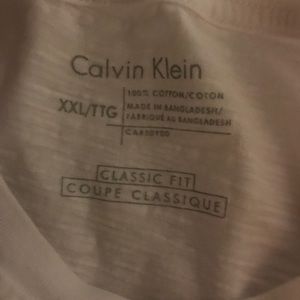 Calvin Klein
XXL/TTG
100% COTTON/COTON
MADE IN BANGLADESH/
FABRIQUÉ AU BANGLADESH
CLASSIC FIT
COUPE CLASSIQUE